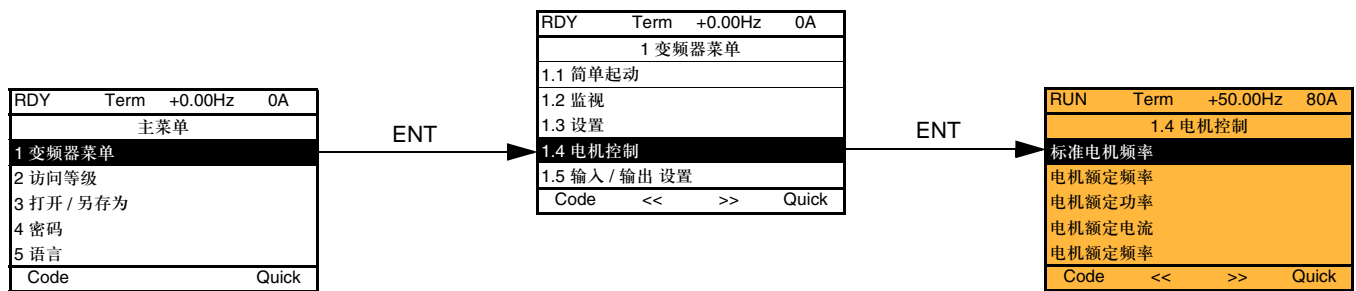 RDY Term +0.00Hz 0A
主菜单
1 变频器菜单
2 访问等级
3 打开 / 另存为
4 密码
5 语言
Code Quick
ENT
RDY Term +0.00Hz 0A
1 变频器菜单
1.1 简单起动
1.2 监视
1.3 设置
1.4 电机控制
1.5 输入 / 输出 设置
Code << >> Quick
ENT
RUN Term +50.00Hz 80A
1.4 电机控制
标准电机频率
电机额定频率
电机额定功率
电机额定电流
电机额定频率
Code << >> Quick